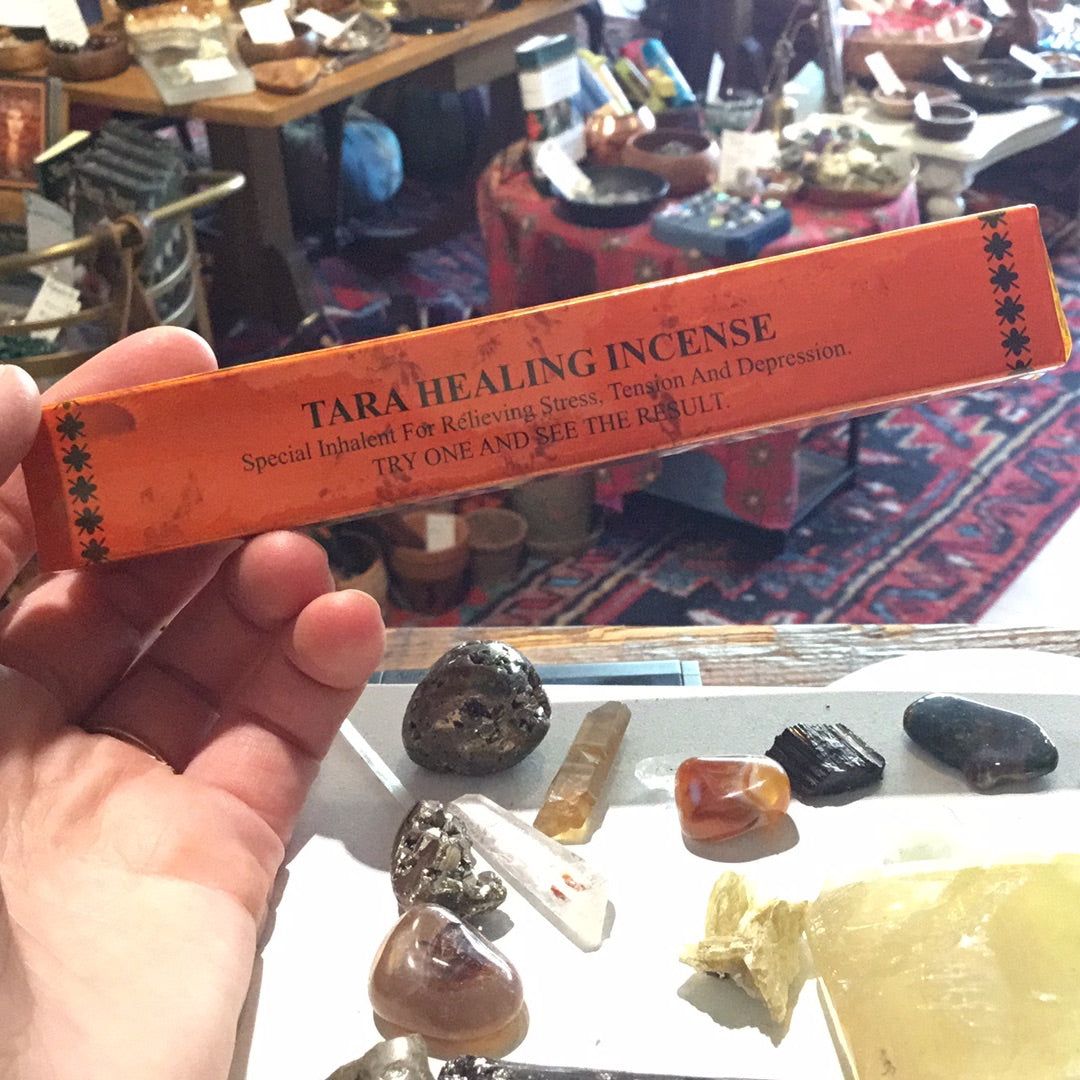 TARA HEALING INCENSE
Special Inhalent For Relieving Stress, Tension And Depression.
TRY ONE AND SEE THE RESULT.